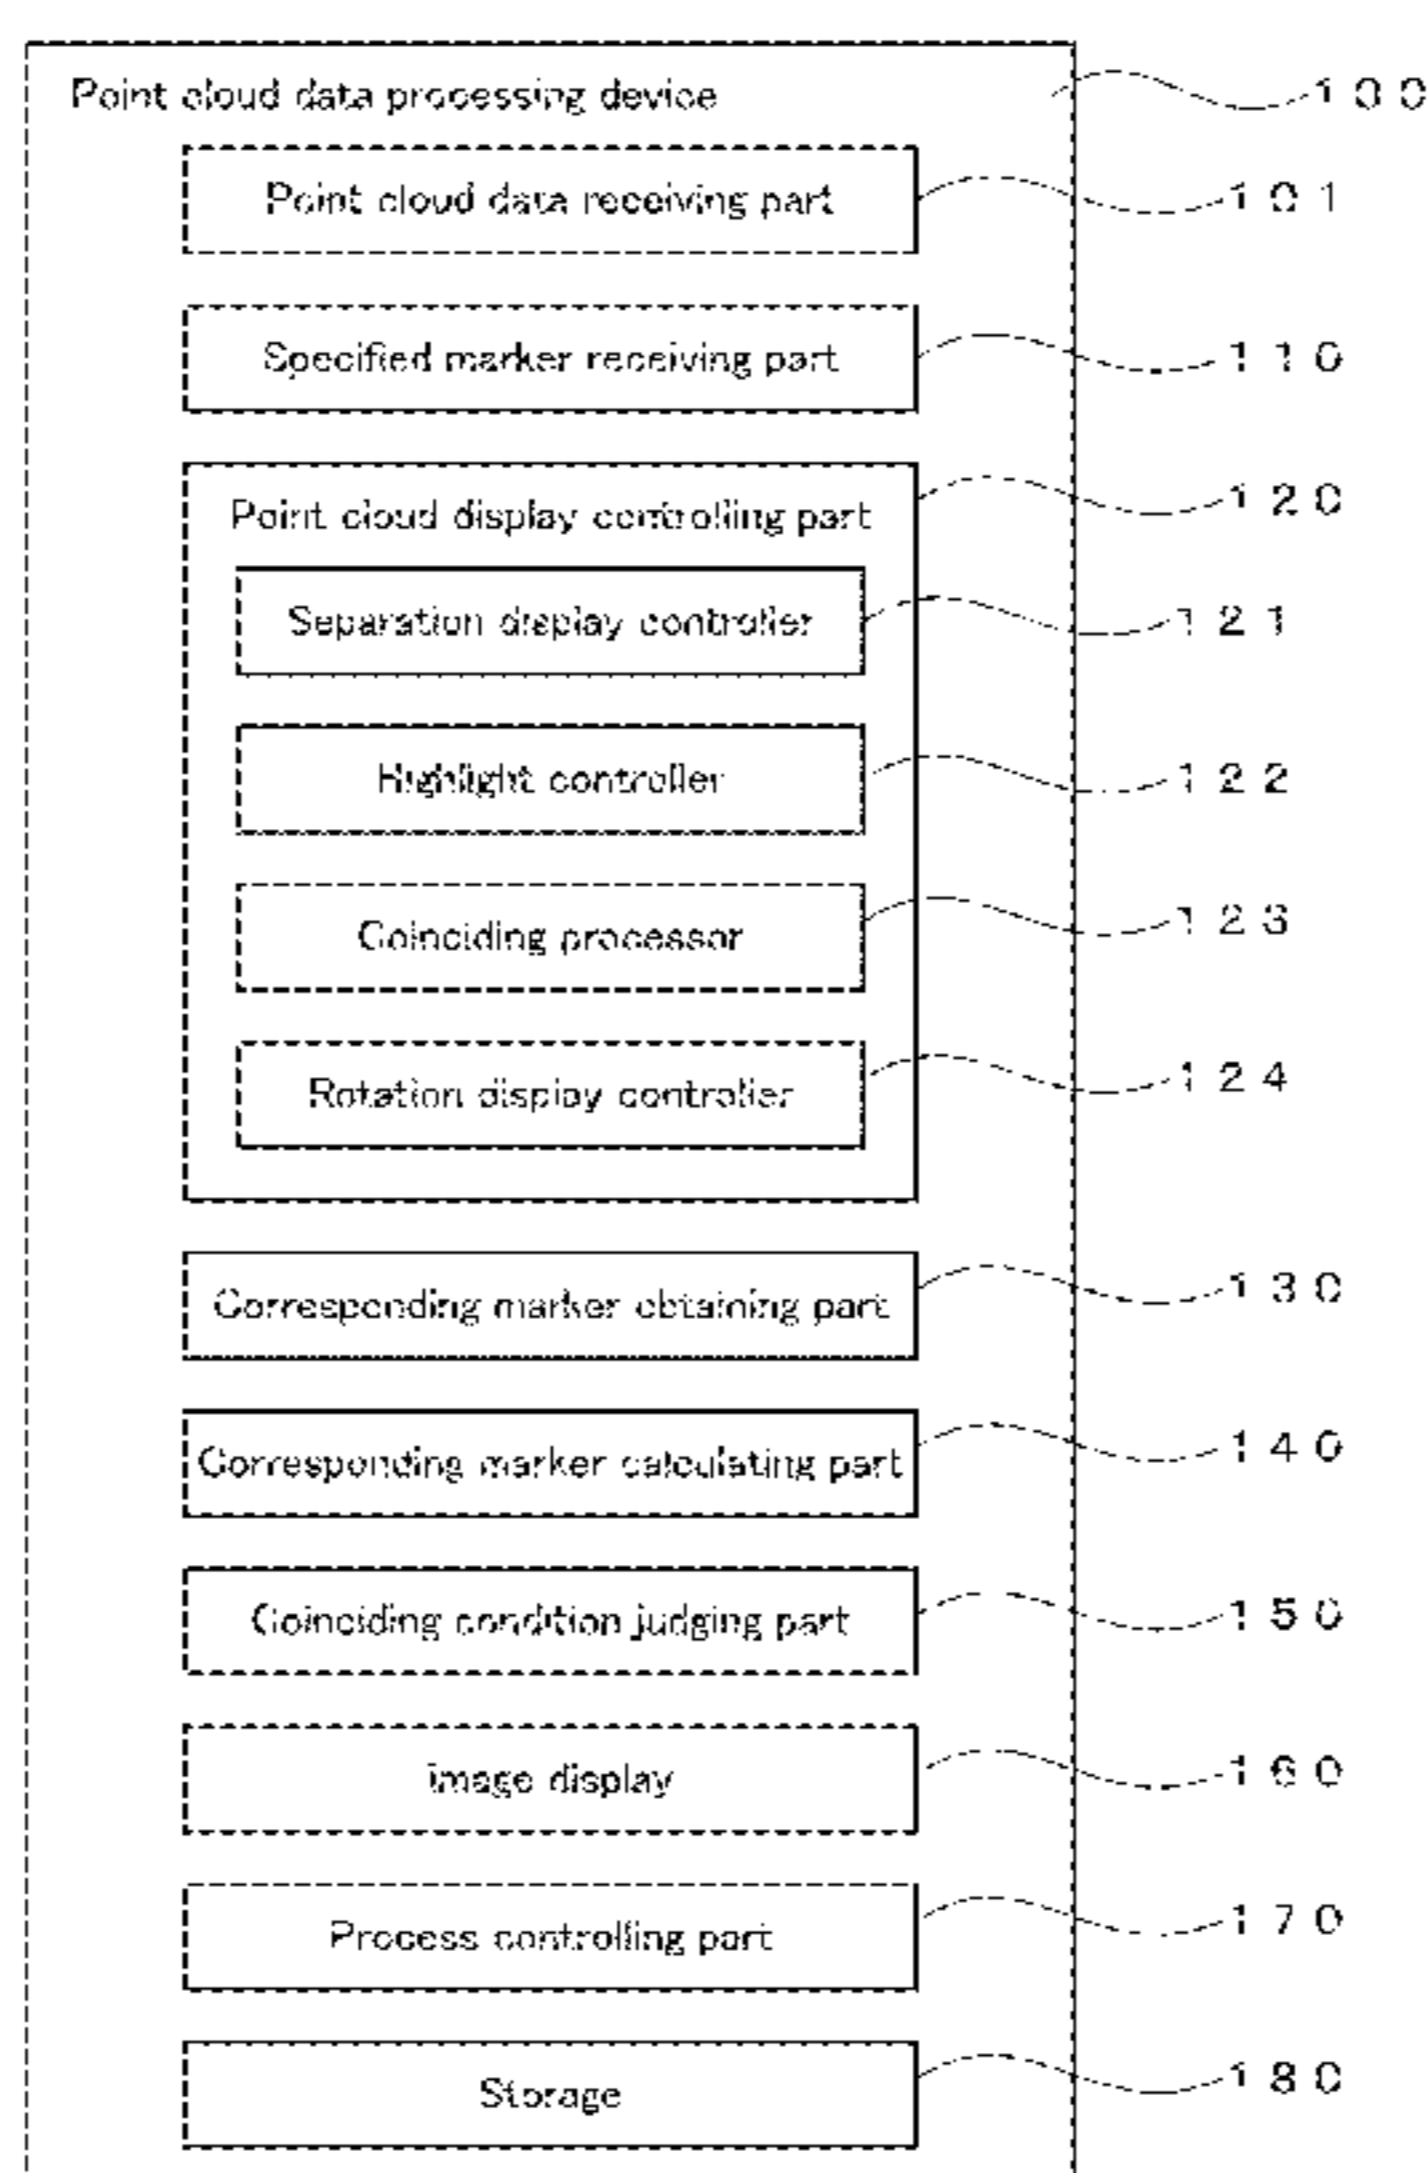 Point cloud data processing device 100
Point cloud data receiving part 101
Specified marker receiving part 110
Point cloud display controlling part 120
Separation display controller 121
Highlight controller 122
Coinciding processor 123
Rotation display controller 124
Corresponding marker obtaining part 130
Corresponding marker calculating part 140
Coinciding condition judging part 150
Image display 160
Process controlling part 170
Storage 180